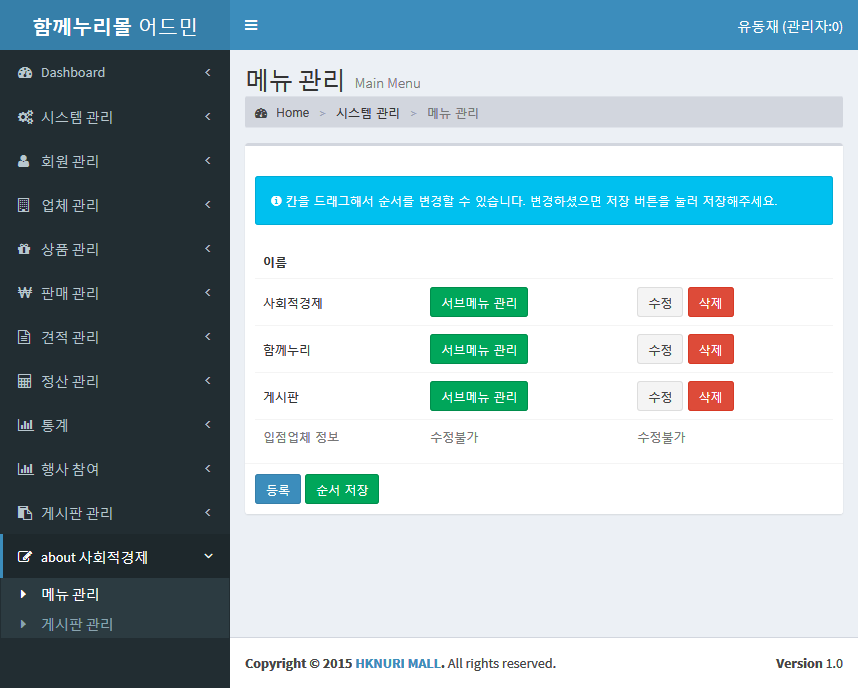 함께누리몰 어드민
유동재 (관리자:0)
Dashboard
시스템 관리
회원 관리
업체 관리
상품 관리
판매 관리
견적 관리
정산 관리
통계
행사 참여
게시판 관리
about 사회적경제
메뉴 관리
게시판 관리
메뉴 관리 Main Menu
Home > 시스템 관리 > 메뉴 관리
칸을 드래그해서 순서를 변경할 수 있습니다. 변경하셨으면 저장 버튼을 눌러 저장해주세요.
이름
사회적경제 서브메뉴 관리 수정 삭제
함께누리 서브메뉴 관리 수정 삭제
게시판 서브메뉴 관리 수정 삭제
입점업체 정보 수정불가 수정불가
등록 순서 저장
Copyright © 2015 HKNURI MALL. All rights reserved.
Version 1.0